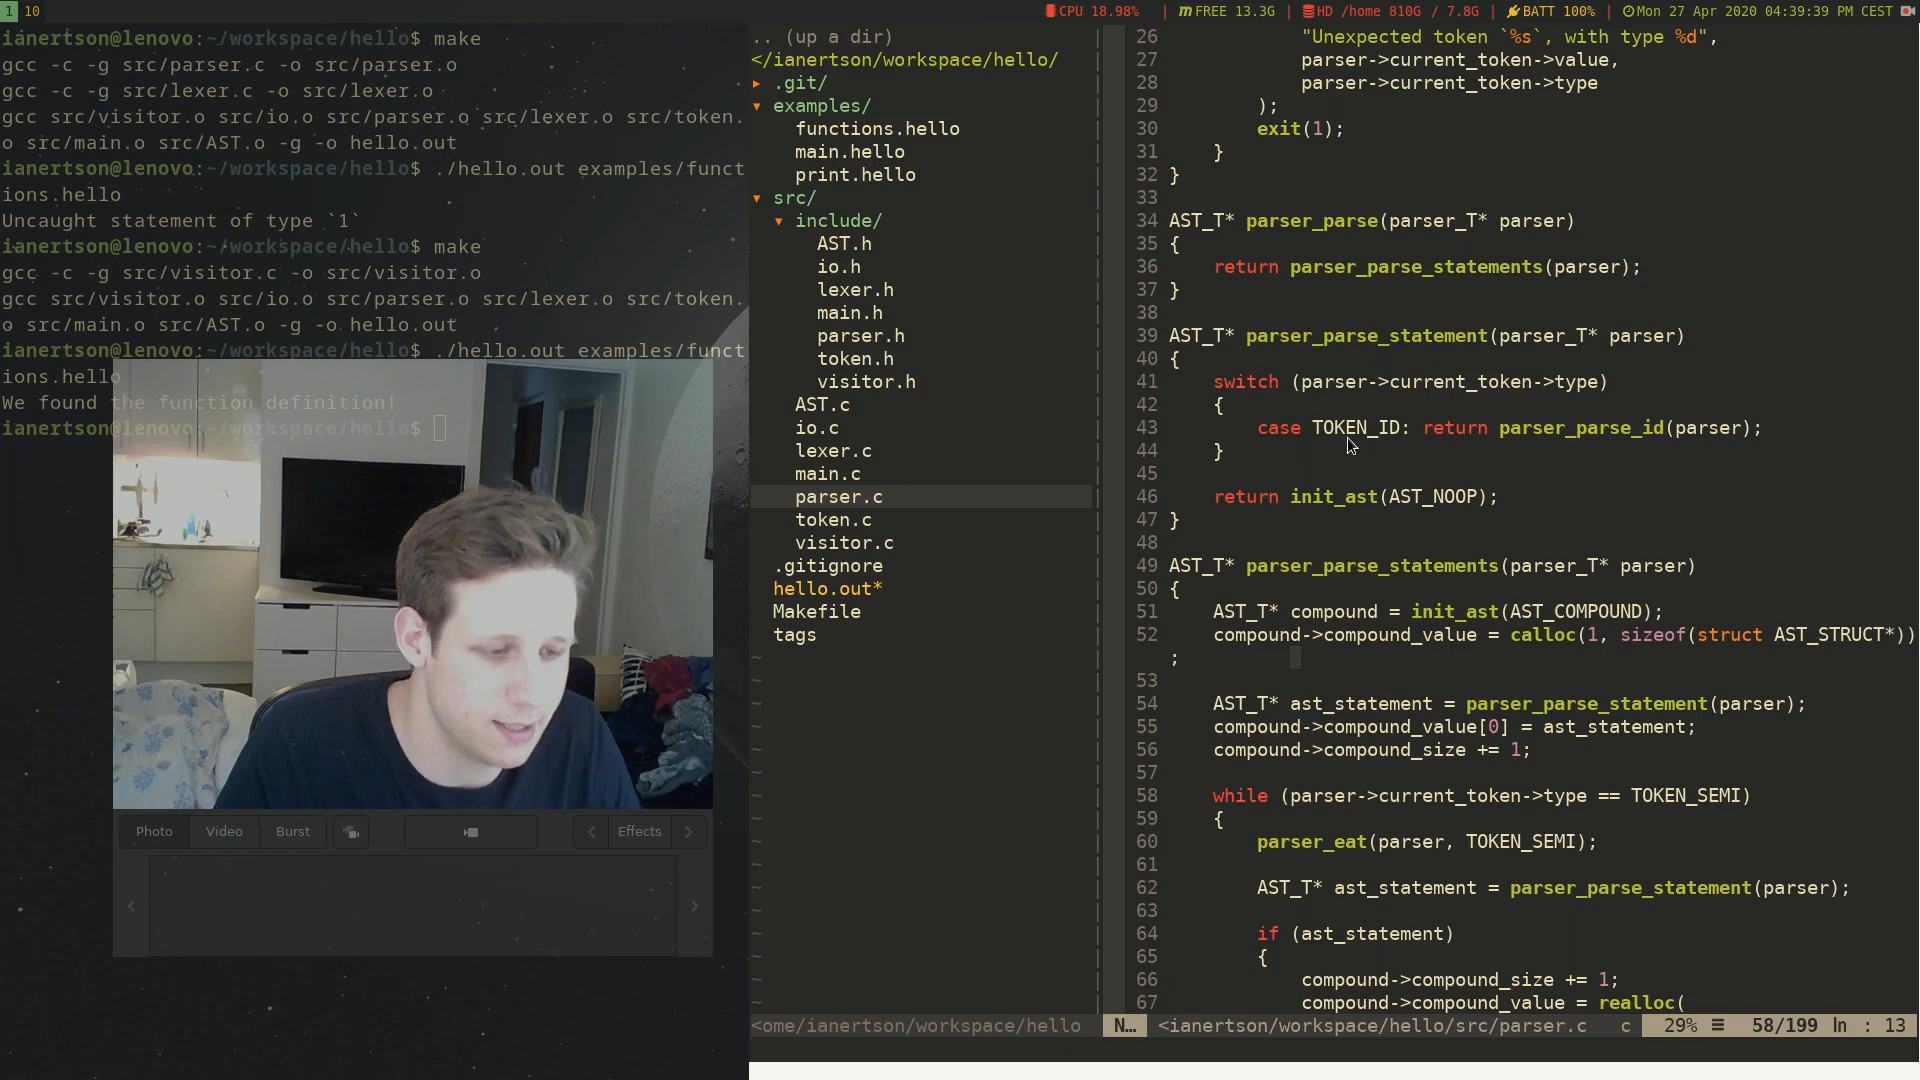 1 10
CPU 18.98% | FREE 13.3G | HD /home 810G / 7.8G | BATT 100% | Mon 27 Apr 2020 04:39:39 PM CEST
ianertson@lenovo:~/workspace/hello$ make
gcc -c -g src/parser.c -o src/parser.o
gcc -c -g src/lexer.c -o src/lexer.o
gcc src/visitor.o src/io.o src/parser.o src/lexer.o src/token.
o src/main.o src/AST.o -g -o hello.out
ianertson@lenovo:~/workspace/hello$ ./hello.out examples/funct
ions.hello
Uncaught statement of type `1`
ianertson@lenovo:~/workspace/hello$ make
gcc -c -g src/visitor.c -o src/visitor.o
gcc src/visitor.o src/io.o src/parser.o src/lexer.o src/token.
o src/main.o src/AST.o -g -o hello.out
ianertson@lenovo:~/workspace/hello$ ./hello.out examples/funct
ions.hello
We found the function definition!
ianertson@lenovo:~/workspace/hello$
Photo Video Burst < Effects >
.. (up a dir)
</ianertson/workspace/hello/
▸ .git/
▾ examples/
functions.hello
main.hello
print.hello
▾ src/
▾ include/
AST.h
io.h
lexer.h
main.h
parser.h
token.h
visitor.h
AST.c
io.c
lexer.c
main.c
parser.c
token.c
visitor.c
.gitignore
hello.out*
Makefile
tags
<ome/ianertson/workspace/hello
26 "Unexpected token `%s`, with type %d",
27 parser->current_token->value,
28 parser->current_token->type
29 );
30 exit(1);
31 }
32 }
33
34 AST_T* parser_parse(parser_T* parser)
35 {
36 return parser_parse_statements(parser);
37 }
38
39 AST_T* parser_parse_statement(parser_T* parser)
40 {
41 switch (parser->current_token->type)
42 {
43 case TOKEN_ID: return parser_parse_id(parser);
44 }
45
46 return init_ast(AST_NOOP);
47 }
48
49 AST_T* parser_parse_statements(parser_T* parser)
50 {
51 AST_T* compound = init_ast(AST_COMPOUND);
52 compound->compound_value = calloc(1, sizeof(struct AST_STRUCT*))
;
53
54 AST_T* ast_statement = parser_parse_statement(parser);
55 compound->compound_value[0] = ast_statement;
56 compound->compound_size += 1;
57
58 while (parser->current_token->type == TOKEN_SEMI)
59 {
60 parser_eat(parser, TOKEN_SEMI);
61
62 AST_T* ast_statement = parser_parse_statement(parser);
63
64 if (ast_statement)
65 {
66 compound->compound_size += 1;
67 compound->compound_value = realloc(
N… <ianertson/workspace/hello/src/parser.c c 29% ☰ 58/199 ln : 13